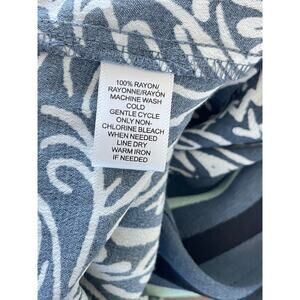 100% RAYON/
RAYONNE/RAYÓN
MACHINE WASH
COLD
GENTLE CYCLE
ONLY NON-
CHLORINE BLEACH
WHEN NEEDED
LINE DRY
WARM IRON
IF NEEDED